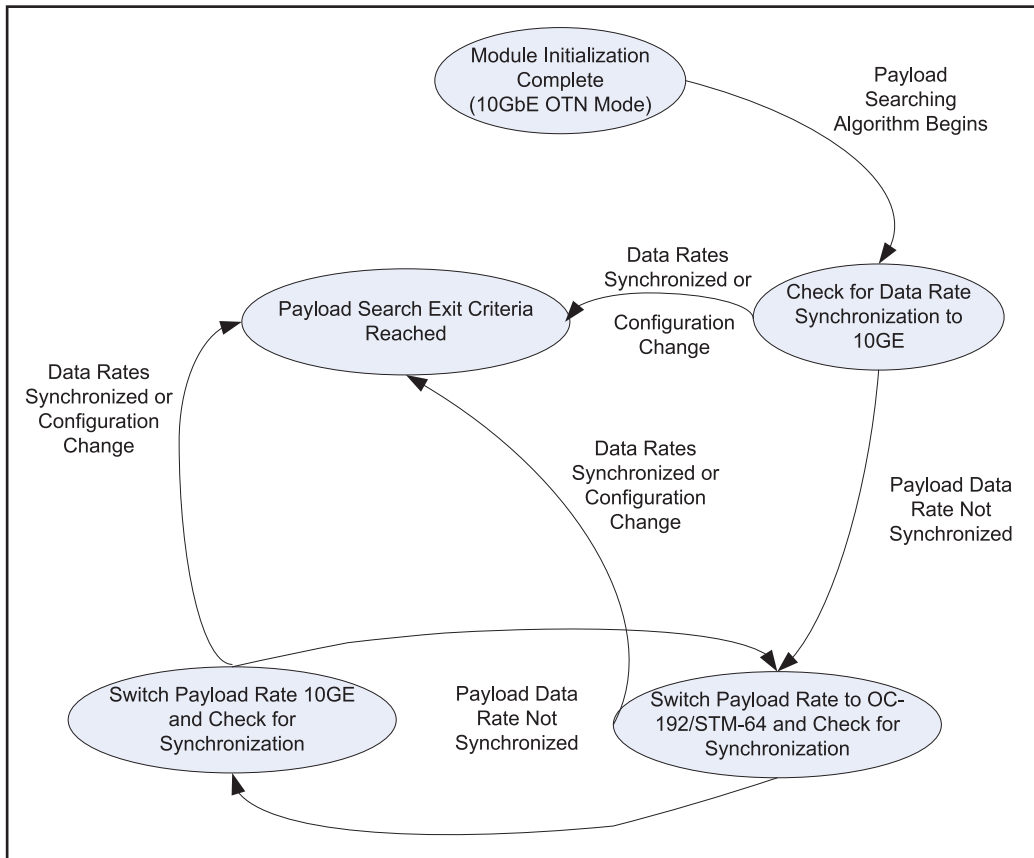 Module Initialization
Complete
(10GbE OTN Mode)
Payload
Searching
Algorithm Begins
Data Rates
Synchronized or
Configuration
Change
Payload Search Exit Criteria
Reached
Check for Data Rate
Synchronization to
10GE
Data Rates
Synchronized or
Configuration
Change
Data Rates
Synchronized or
Configuration
Change
Payload Data
Rate Not
Synchronized
Switch Payload Rate 10GE
and Check for
Synchronization
Payload Data
Rate Not
Synchronized
Switch Payload Rate to OC-
192/STM-64 and Check for
Synchronization